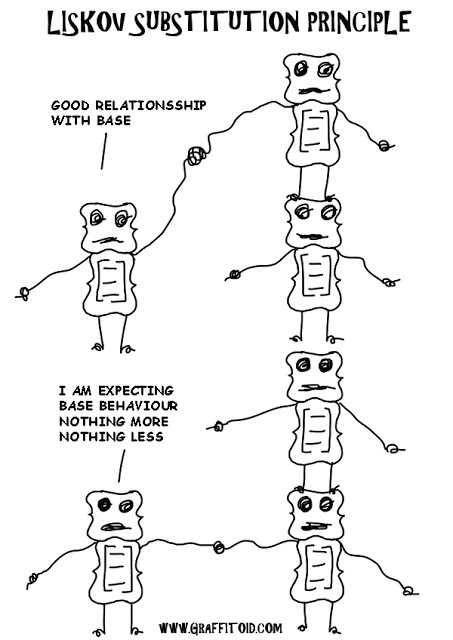 LISKOV SUBSTITUTION PRINCIPLE
GOOD RELATIONSSHIP
WITH BASE
I AM EXPECTING
BASE BEHAVIOUR
NOTHING MORE
NOTHING LESS
WWW.GRAFFITOID.COM